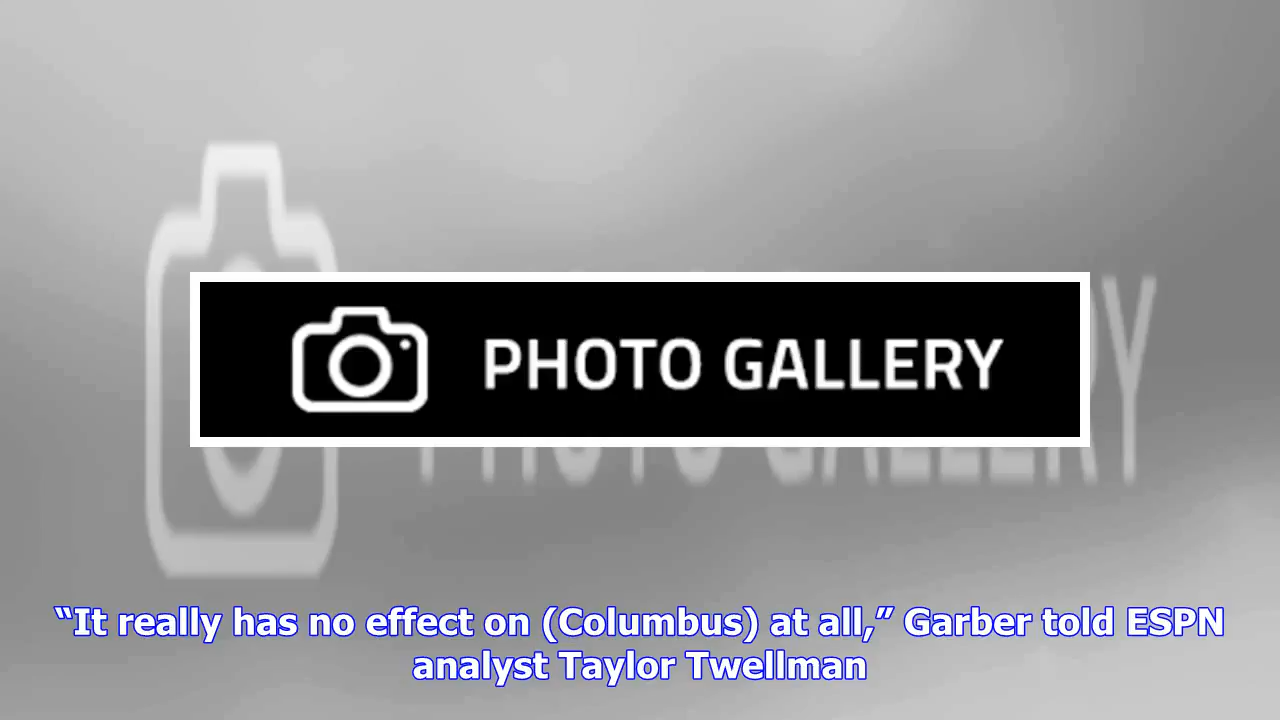 PHOTO GALLERY
“It really has no effect on (Columbus) at all,” Garber told ESPN
analyst Taylor Twellman